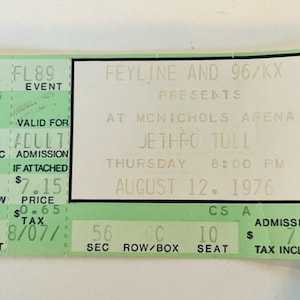 FL89
EVENT
VALID FOR
ADULT
ADMISSION
IF ATTACHED
$ 7.15
PRICE
$0.65
TAX
8/07/
FEYLINE AND 96/KX
PRESENTS
AT MCNICHOLS ARENA
JETHRO TULL
THURSDAY 8:00 PM
AUGUST 12, 1976
CS A
56 C 10
SEC ROW/BOX SEAT
ADMISS
$ 7
TAX INCL